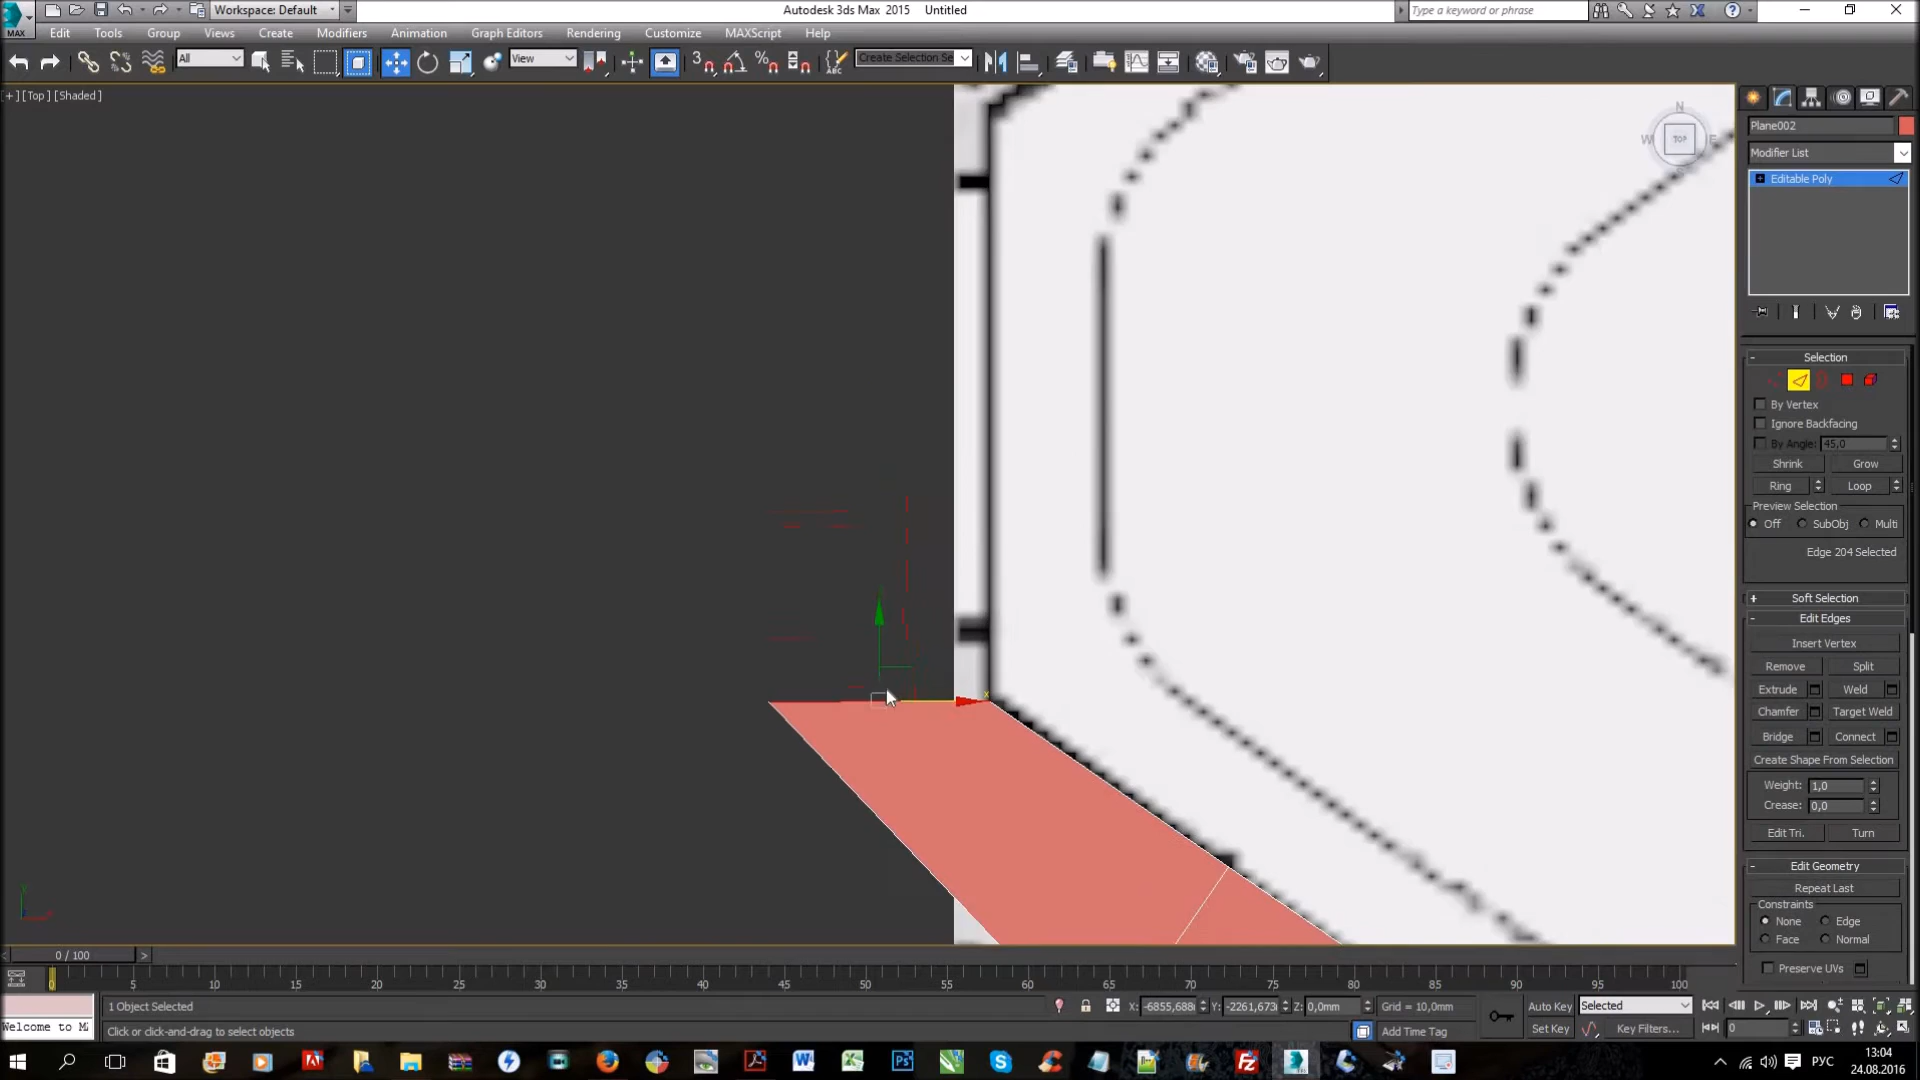 MAX
Workspace: Default
Autodesk 3ds Max 2015 Untitled
Type a keyword or phrase
Edit Tools Group Views Create Modifiers Animation Graph Editors Rendering Customize MAXScript Help
All
View
Create Selection Se
[+] [Top] [Shaded]
N
W TOP E
x
Plane002
Modifier List
Editable Poly
Selection
By Vertex
Ignore Backfacing
By Angle: 45,0
Shrink Grow
Ring Loop
Preview Selection
Off SubObj Multi
Edge 204 Selected
Soft Selection
Edit Edges
Insert Vertex
Remove Split
Extrude Weld
Chamfer Target Weld
Bridge Connect
Create Shape From Selection
Weight: 1,0
Crease: 0,0
Edit Tri. Turn
Edit Geometry
Repeat Last
Constraints
None Edge
Face Normal
Preserve UVs
0 / 100
0 5 10 15 20 25 30 35 40 45 50 55 60 65 70 75 80 85 90 95 100
1 Object Selected
X: -6855,688 Y: -2261,673 Z: 0,0mm Grid = 10,0mm
Auto Key Selected
Welcome to M
Click or click-and-drag to select objects
Add Time Tag
Set Key Key Filters... 0
РУС
13:04
24.08.2016